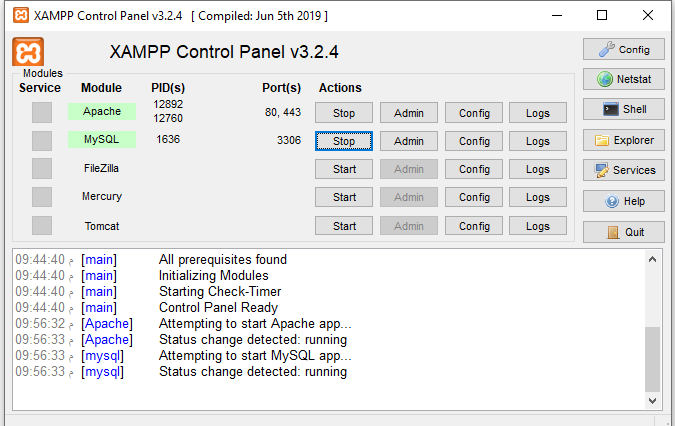 XAMPP Control Panel v3.2.4 [ Compiled: Jun 5th 2019 ]
XAMPP Control Panel v3.2.4
Config
Modules
Service Module PID(s) Port(s) Actions
Netstat
Apache 12892 12760 80, 443 Stop Admin Config Logs
Shell
MySQL 1636 3306 Stop Admin Config Logs
Explorer
FileZilla Start Admin Config Logs
Services
Mercury Start Admin Config Logs
Help
Tomcat Start Admin Config Logs
Quit
09:44:40 م [main] All prerequisites found
09:44:40 م [main] Initializing Modules
09:44:40 م [main] Starting Check-Timer
09:44:40 م [main] Control Panel Ready
09:56:32 م [Apache] Attempting to start Apache app...
09:56:33 م [Apache] Status change detected: running
09:56:33 م [mysql] Attempting to start MySQL app...
09:56:33 م [mysql] Status change detected: running